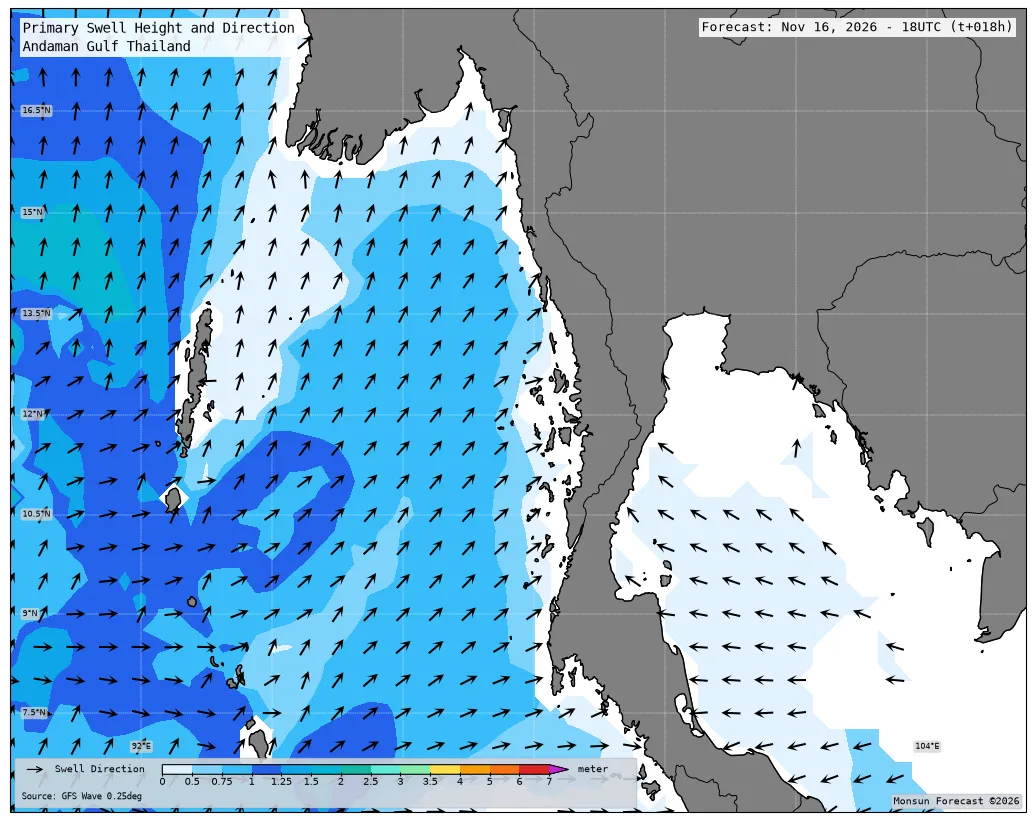 Primary Swell Height and Direction
Andaman Gulf Thailand
Forecast: Nov 16, 2026 - 18UTC (t+018h)
16.5°N
15°N
13.5°N
12°N
10.5°N
9°N
7.5°N
92°E
104°E
Swell Direction
0 0.5 0.75 1 1.25 1.5 2 2.5 3 3.5 4 5 6 7
meter
Source: GFS Wave 0.25deg
Monsun Forecast ©2026